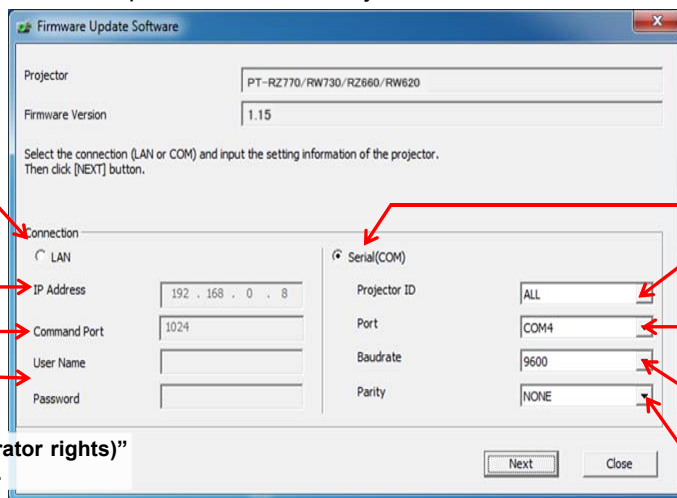 Firmware Update Software
Projector PT-RZ770/RW730/RZ660/RW620
Firmware Version 1.15
Select the connection (LAN or COM) and input the setting information of the projector.
Then click [NEXT] button.
Connection
LAN
IP Address 192 . 168 . 0 . 8
Command Port 1024
User Name
Password
Serial(COM)
Projector ID ALL
Port COM4
Baudrate 9600
Parity NONE
rator rights)”
Next Close